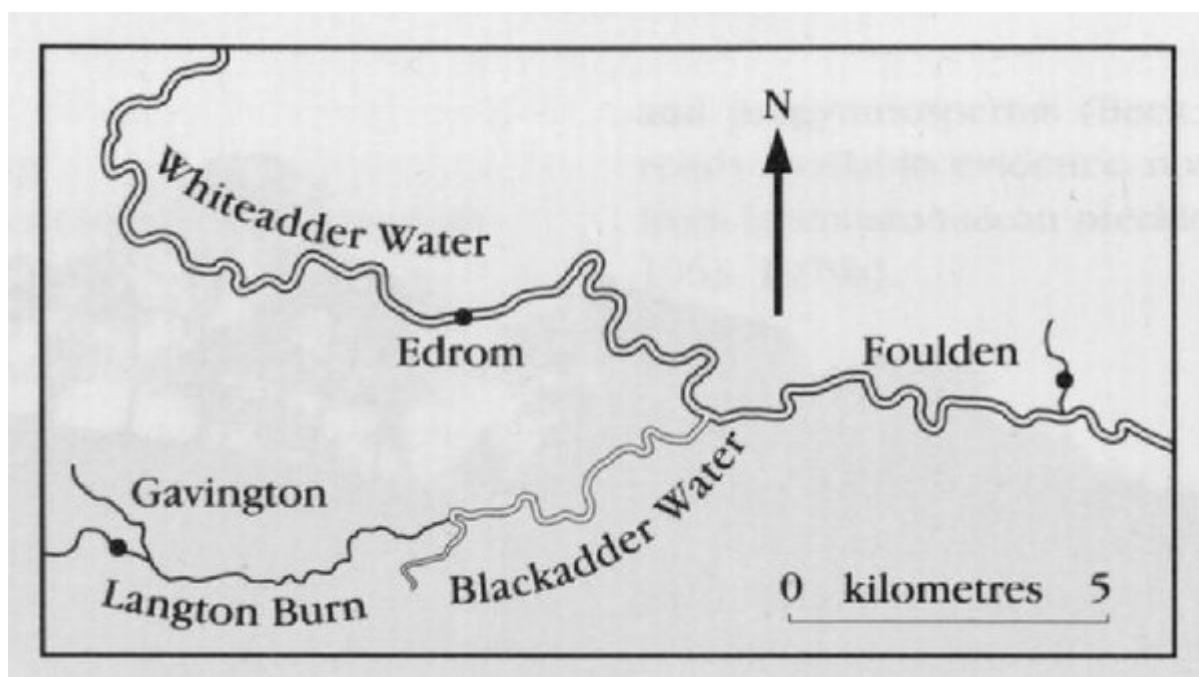 N
Whiteadder Water
Edrom
Foulden
Gavington
Blackadder Water
Langton Burn
0 kilometres 5